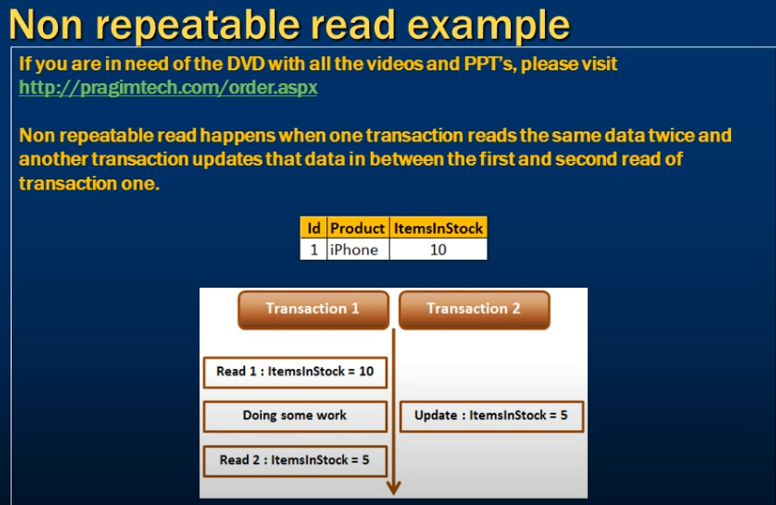 Non repeatable read example
If you are in need of the DVD with all the videos and PPT's, please visit
http://pragimtech.com/order.aspx
Non repeatable read happens when one transaction reads the same data twice and
another transaction updates that data in between the first and second read of
transaction one.
Id Product ItemsInStock
1 iPhone 10
Transaction 1 Transaction 2
Read 1 : ItemsInStock = 10
Doing some work Update : ItemsInStock = 5
Read 2 : ItemsInStock = 5